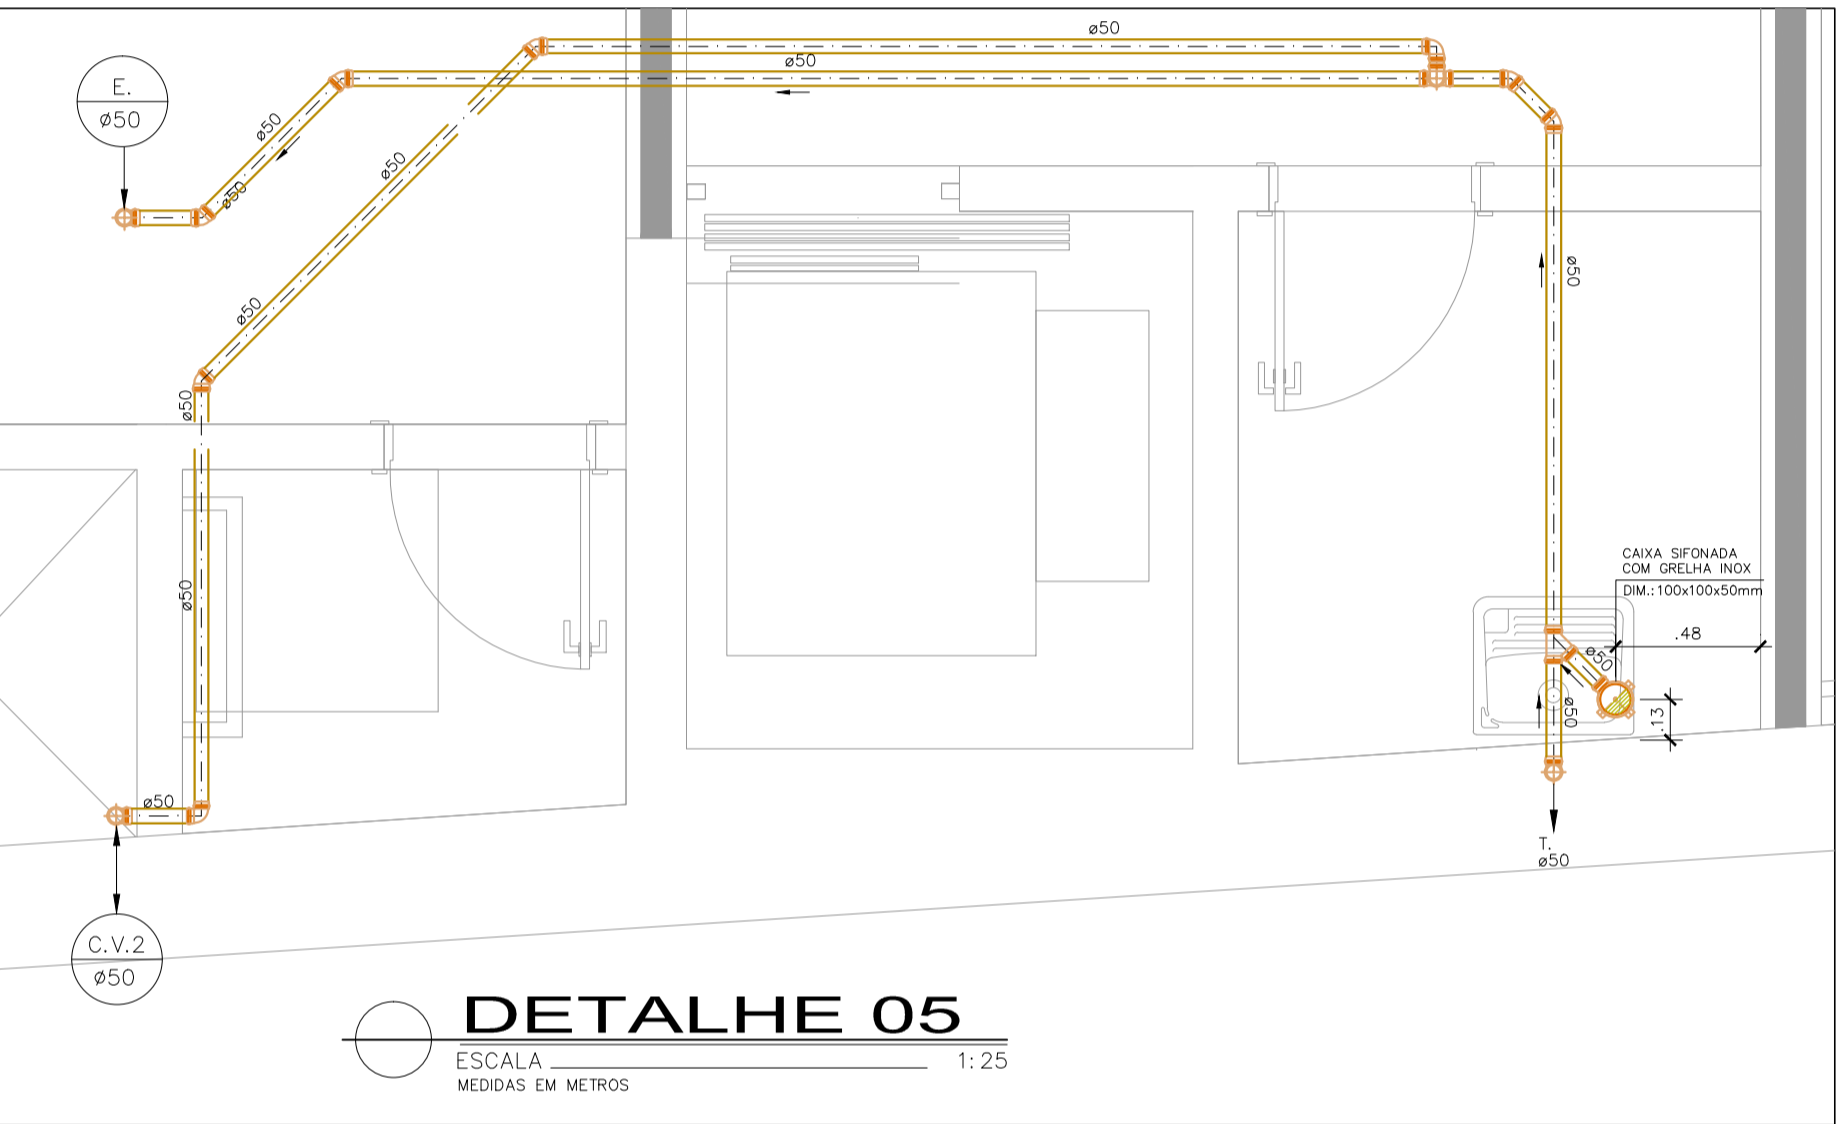 ø50
ø50
E.
Ø50
ø50
ø50
ø50
ø50
ø50
ø50
ø50
CAIXA SIFONADA
COM GRELHA INOX
DIM.:100x100x50mm
.48
ø50
ø50
.13
ø50
T.
ø50
C.V.2
Ø50
DETALHE 05
ESCALA 1:25
MEDIDAS EM METROS